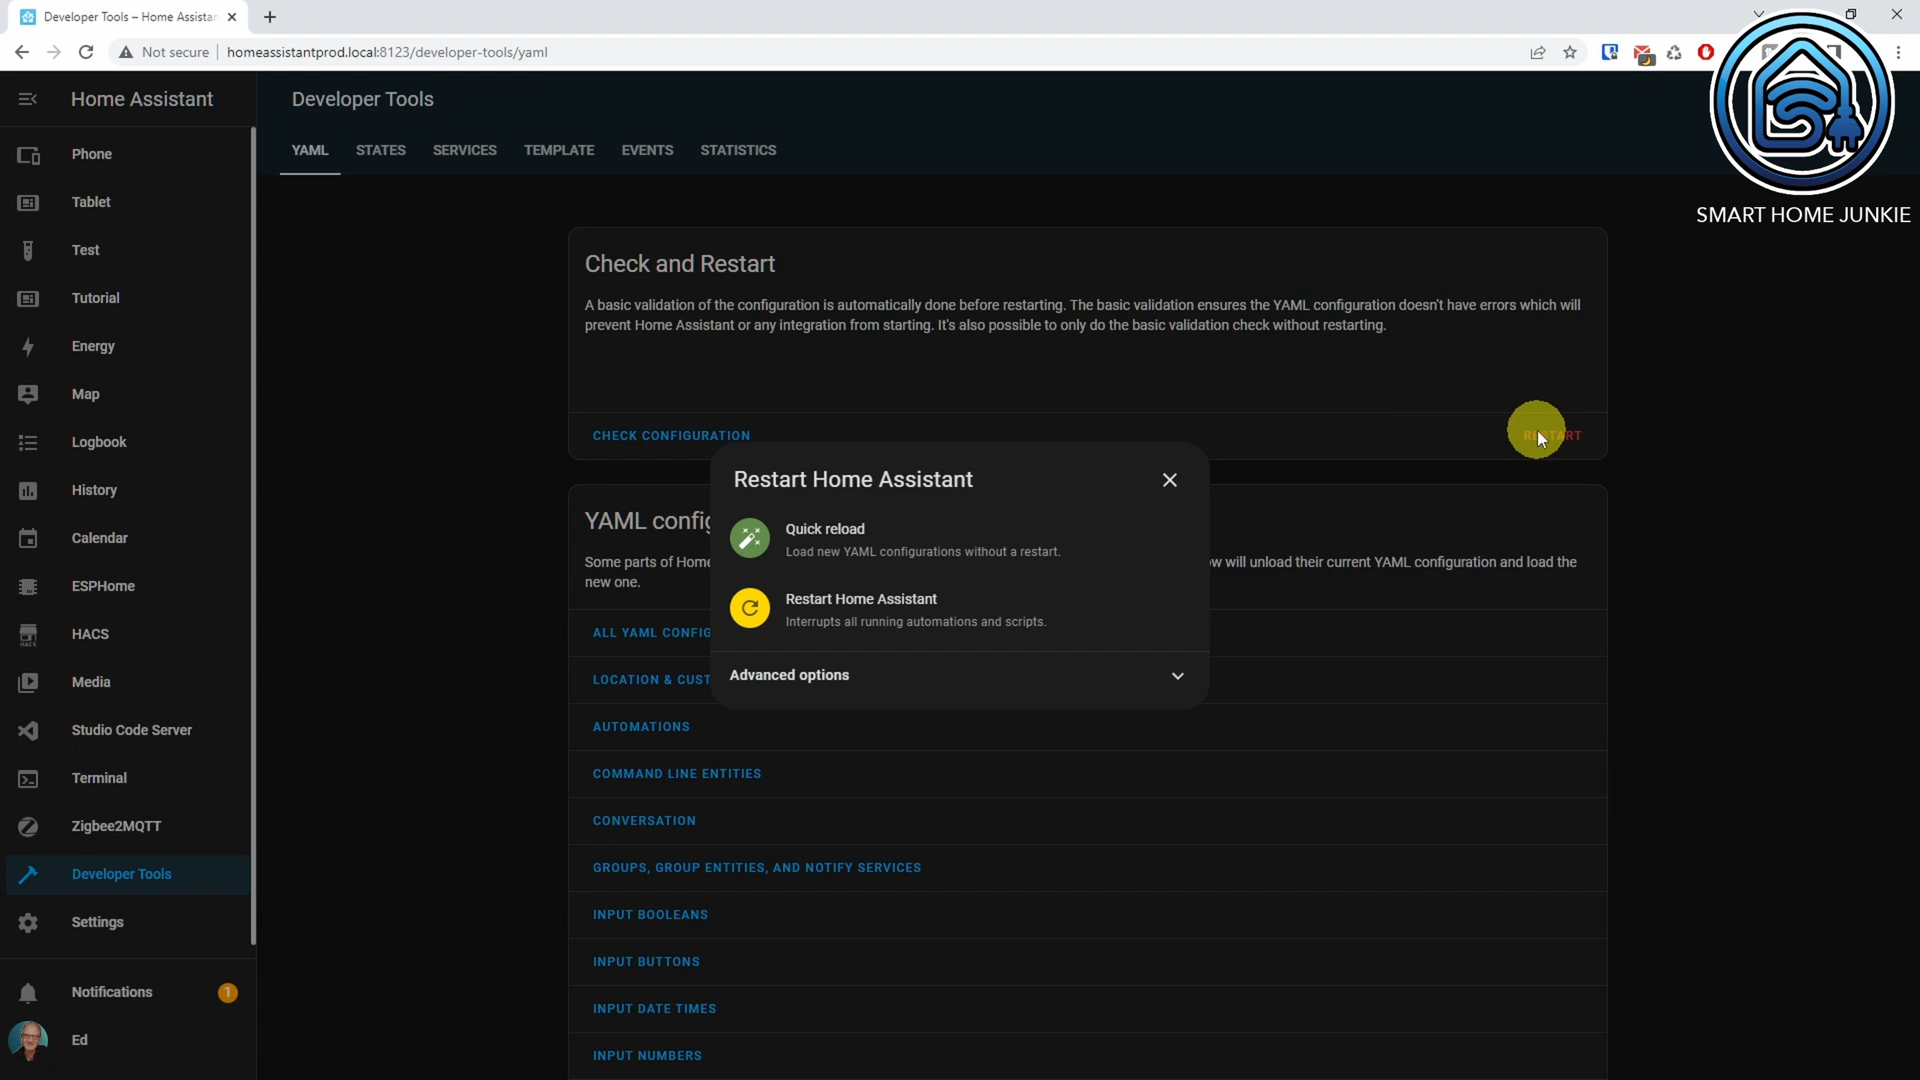 Developer Tools – Home Assistan
Not secure
homeassistantprod.local:8123/developer-tools/yaml
Home Assistant
Developer Tools
YAML
STATES
SERVICES
TEMPLATE
EVENTS
STATISTICS
SMART HOME JUNKIE
Phone
Tablet
Test
Tutorial
Energy
Map
Logbook
History
Calendar
ESPHome
HACS
HACS
Media
Studio Code Server
Terminal
Zigbee2MQTT
Developer Tools
Settings
Notifications
1
Ed
Check and Restart
A basic validation of the configuration is automatically done before restarting. The basic validation ensures the YAML configuration doesn't have errors which will
prevent Home Assistant or any integration from starting. It's also possible to only do the basic validation check without restarting.
CHECK CONFIGURATION
RESTART
Restart Home Assistant
Quick reload
Load new YAML configurations without a restart.
Restart Home Assistant
Interrupts all running automations and scripts.
Advanced options
YAML config
Some parts of Home
ow will unload their current YAML configuration and load the
new one.
ALL YAML CONFIG
LOCATION & CUST
AUTOMATIONS
COMMAND LINE ENTITIES
CONVERSATION
GROUPS, GROUP ENTITIES, AND NOTIFY SERVICES
INPUT BOOLEANS
INPUT BUTTONS
INPUT DATE TIMES
INPUT NUMBERS